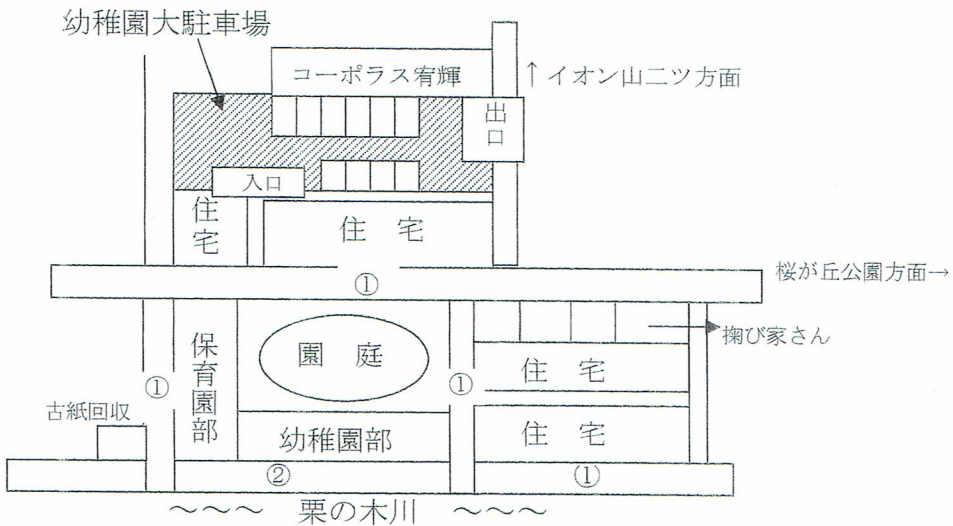 幼稚園大駐車場
コーポラス宥輝
↑イオン山二ツ方面
出口
入口
住宅
住 宅
①
桜が丘公園方面→
保育園部
園 庭
①
①
掬び家さん
住 宅
古紙回収
幼稚園部
住 宅
②
①
~~~ 栗の木川 ~~~